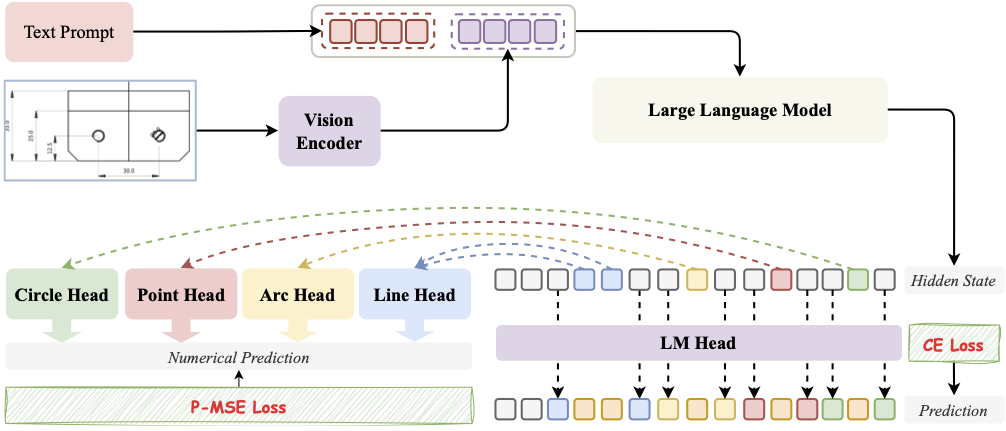 Text Prompt
Vision
Encoder
Large Language Model
35.0
25.0
12.5
30.0
Circle Head
Point Head
Arc Head
Line Head
Hidden State
Numerical Prediction
LM Head
CE Loss
P-MSE Loss
Prediction